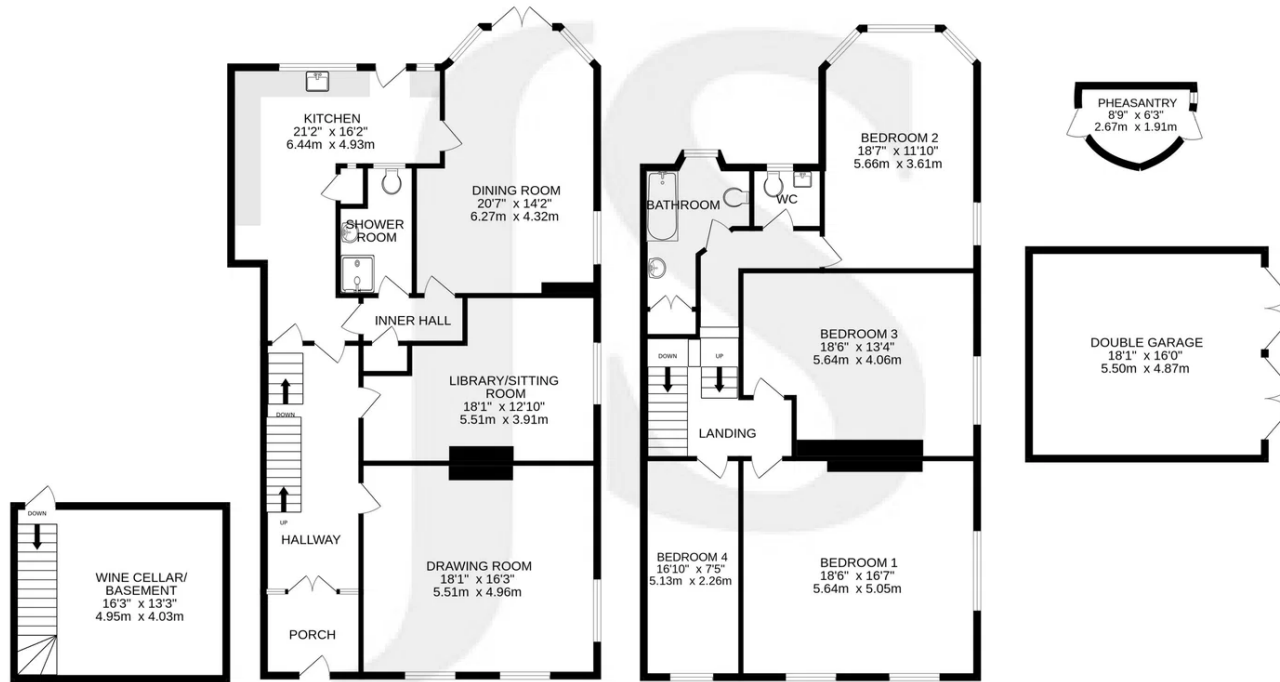 KITCHEN
21'2" x 16'2"
6.44m x 4.93m
DINING ROOM
20'7" x 14'2"
6.27m x 4.32m
SHOWER
ROOM
INNER HALL
LIBRARY/SITTING
ROOM
18'1" x 12'10"
5.51m x 3.91m
DOWN
UP
HALLWAY
DRAWING ROOM
18'1" x 16'3"
5.51m x 4.96m
PORCH
DOWN
WINE CELLAR/
BASEMENT
16'3" x 13'3"
4.95m x 4.03m
BEDROOM 2
18'7" x 11'10"
5.66m x 3.61m
BATHROOM
WC
BEDROOM 3
18'6" x 13'4"
5.64m x 4.06m
DOWN
UP
LANDING
BEDROOM 4
16'10" x 7'5"
5.13m x 2.26m
BEDROOM 1
18'6" x 16'7"
5.64m x 5.05m
PHEASANTRY
8'9" x 6'3"
2.67m x 1.91m
DOUBLE GARAGE
18'1" x 16'0"
5.50m x 4.87m
JS